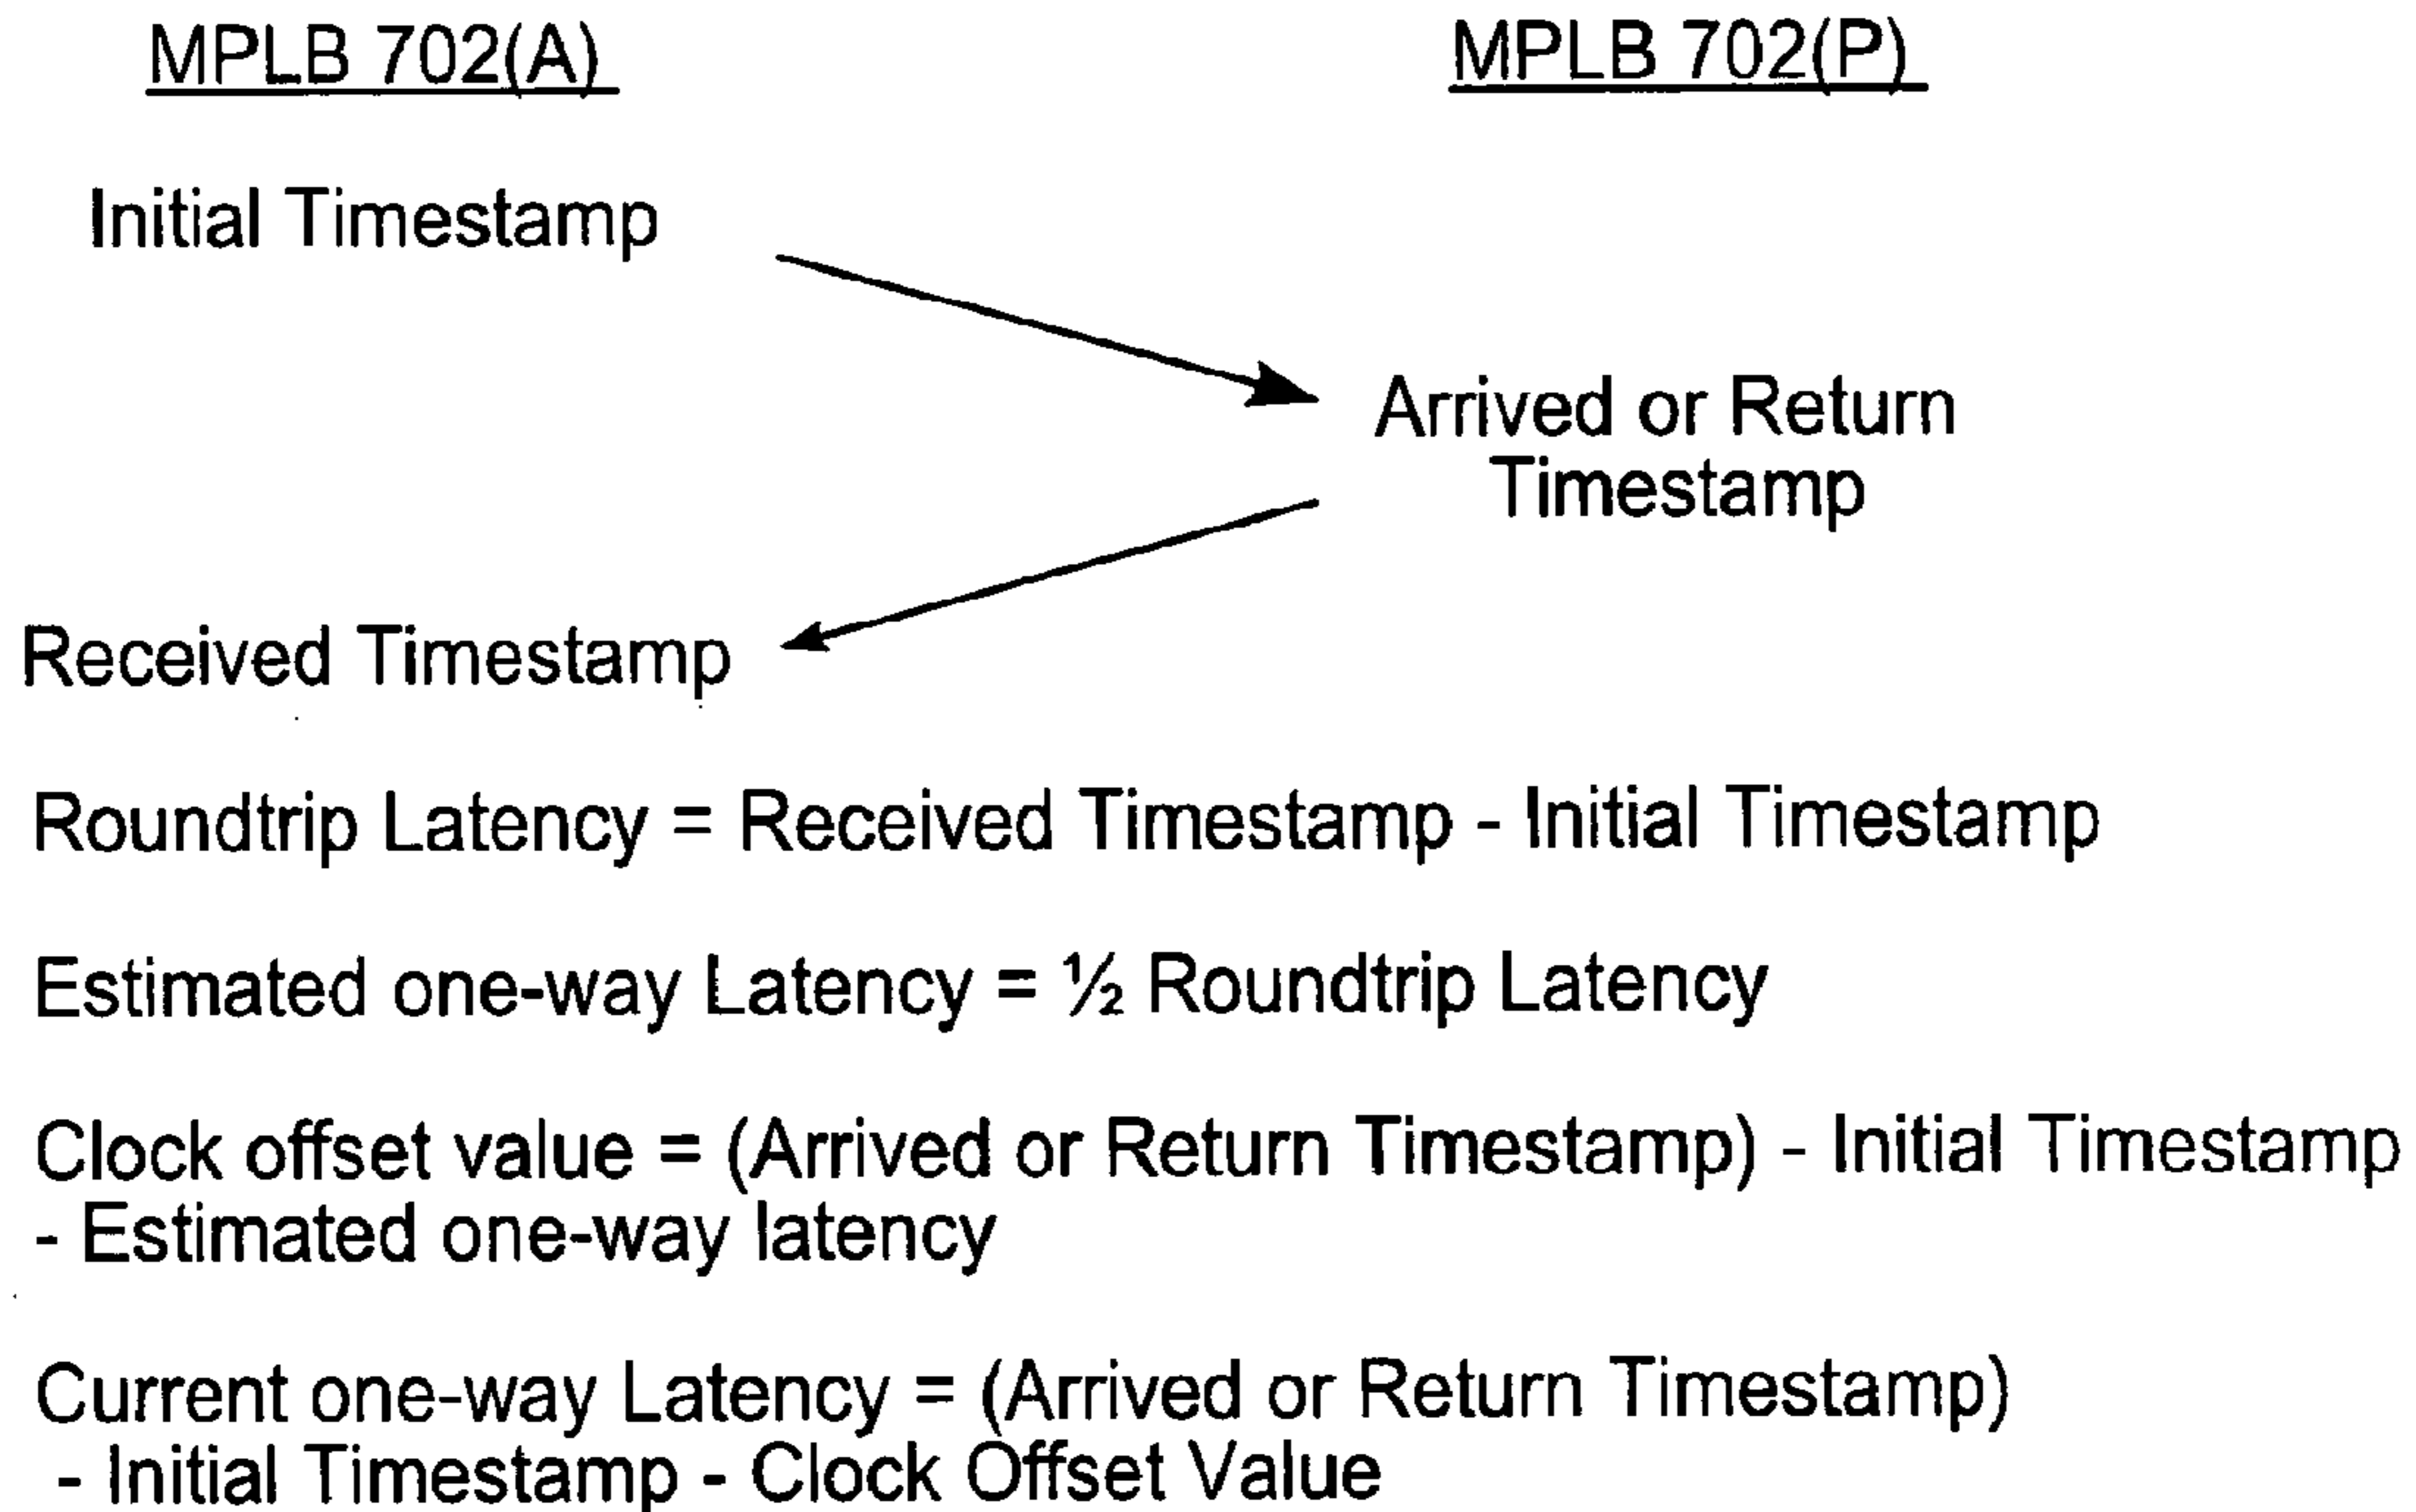 MPLB 702(A)
MPLB 702(P)
Initial Timestamp
Arrived or Return
Timestamp
Received Timestamp
Roundtrip Latency = Received Timestamp - Initial Timestamp
Estimated one-way Latency = ½ Roundtrip Latency
Clock offset value = (Arrived or Return Timestamp) - Initial Timestamp
- Estimated one-way latency
Current one-way Latency = (Arrived or Return Timestamp)
- Initial Timestamp - Clock Offset Value